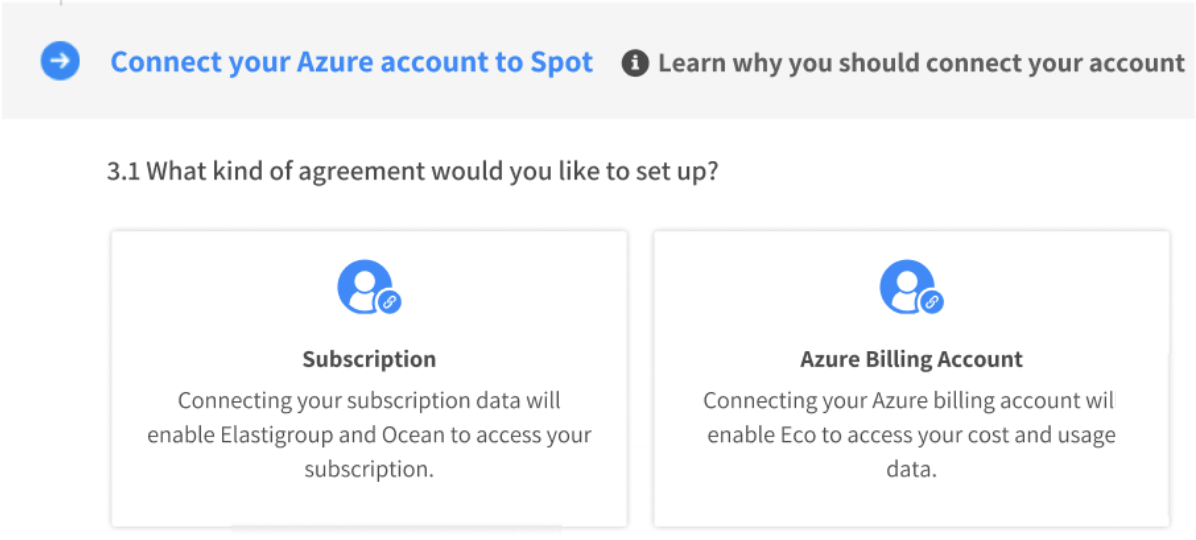 Connect your Azure account to Spot Learn why you should connect your account
3.1 What kind of agreement would you like to set up?
Subscription
Connecting your subscription data will
enable Elastigroup and Ocean to access your
subscription.
Azure Billing Account
Connecting your Azure billing account wil
enable Eco to access your cost and usage
data.